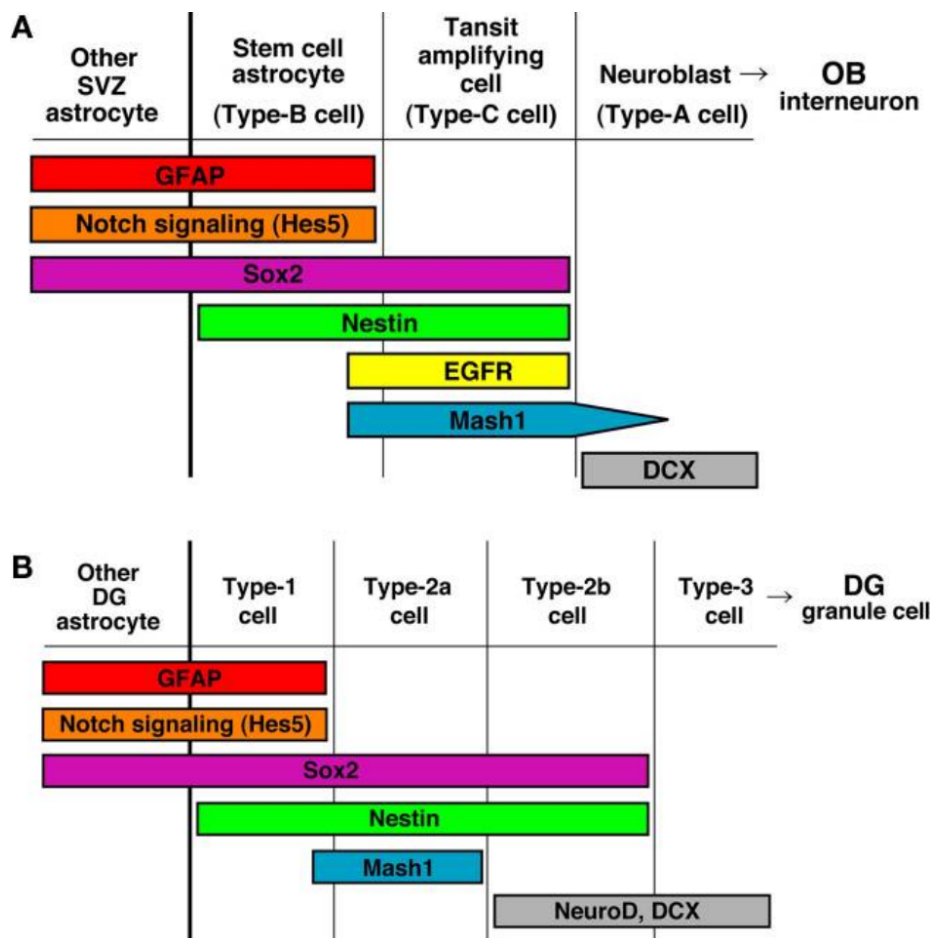 A
Other
SVZ
astrocyte
Stem cell
astrocyte
(Type-B cell)
Tansit
amplifying
cell
(Type-C cell)
Neuroblast →
(Type-A cell)
OB
interneuron
GFAP
Notch signaling (Hes5)
Sox2
Nestin
EGFR
Mash1
DCX
B
Other
DG
astrocyte
Type-1
cell
Type-2a
cell
Type-2b
cell
Type-3
cell →
DG
granule cell
GFAP
Notch signaling (Hes5)
Sox2
Nestin
Mash1
NeuroD, DCX